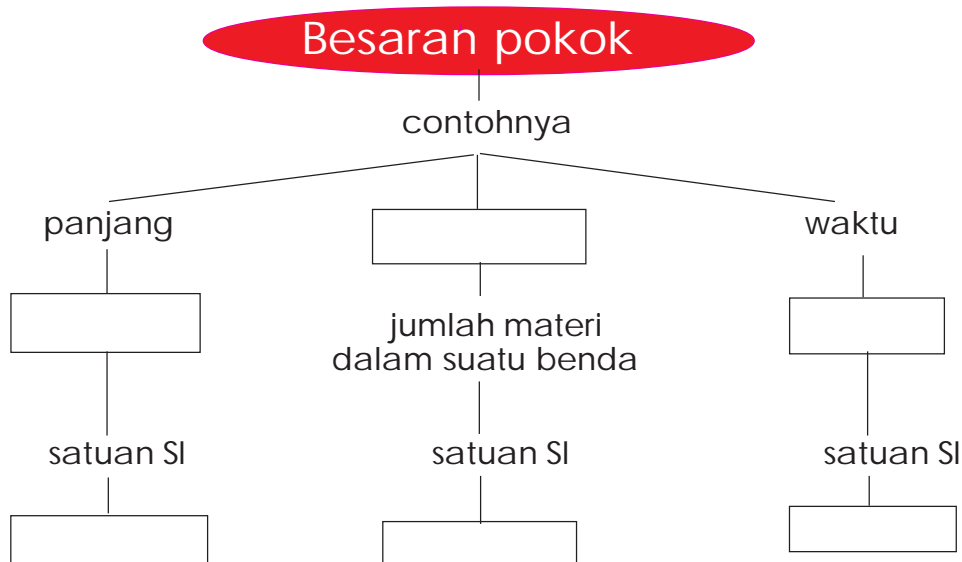 Besaran pokok
contohnya
panjang
waktu
jumlah materi
dalam suatu benda
satuan SI
satuan SI
satuan SI